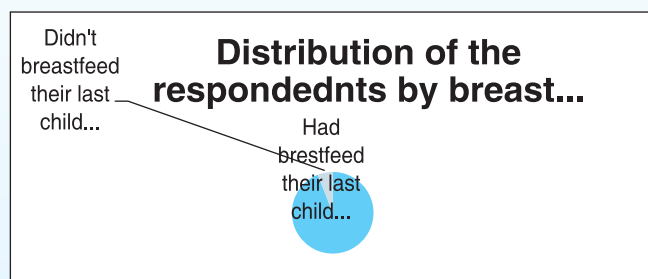 Distribution of the
respondednts by breast...
Didn't
breastfeed
their last
child...
Had
brestfeed
their last
child...